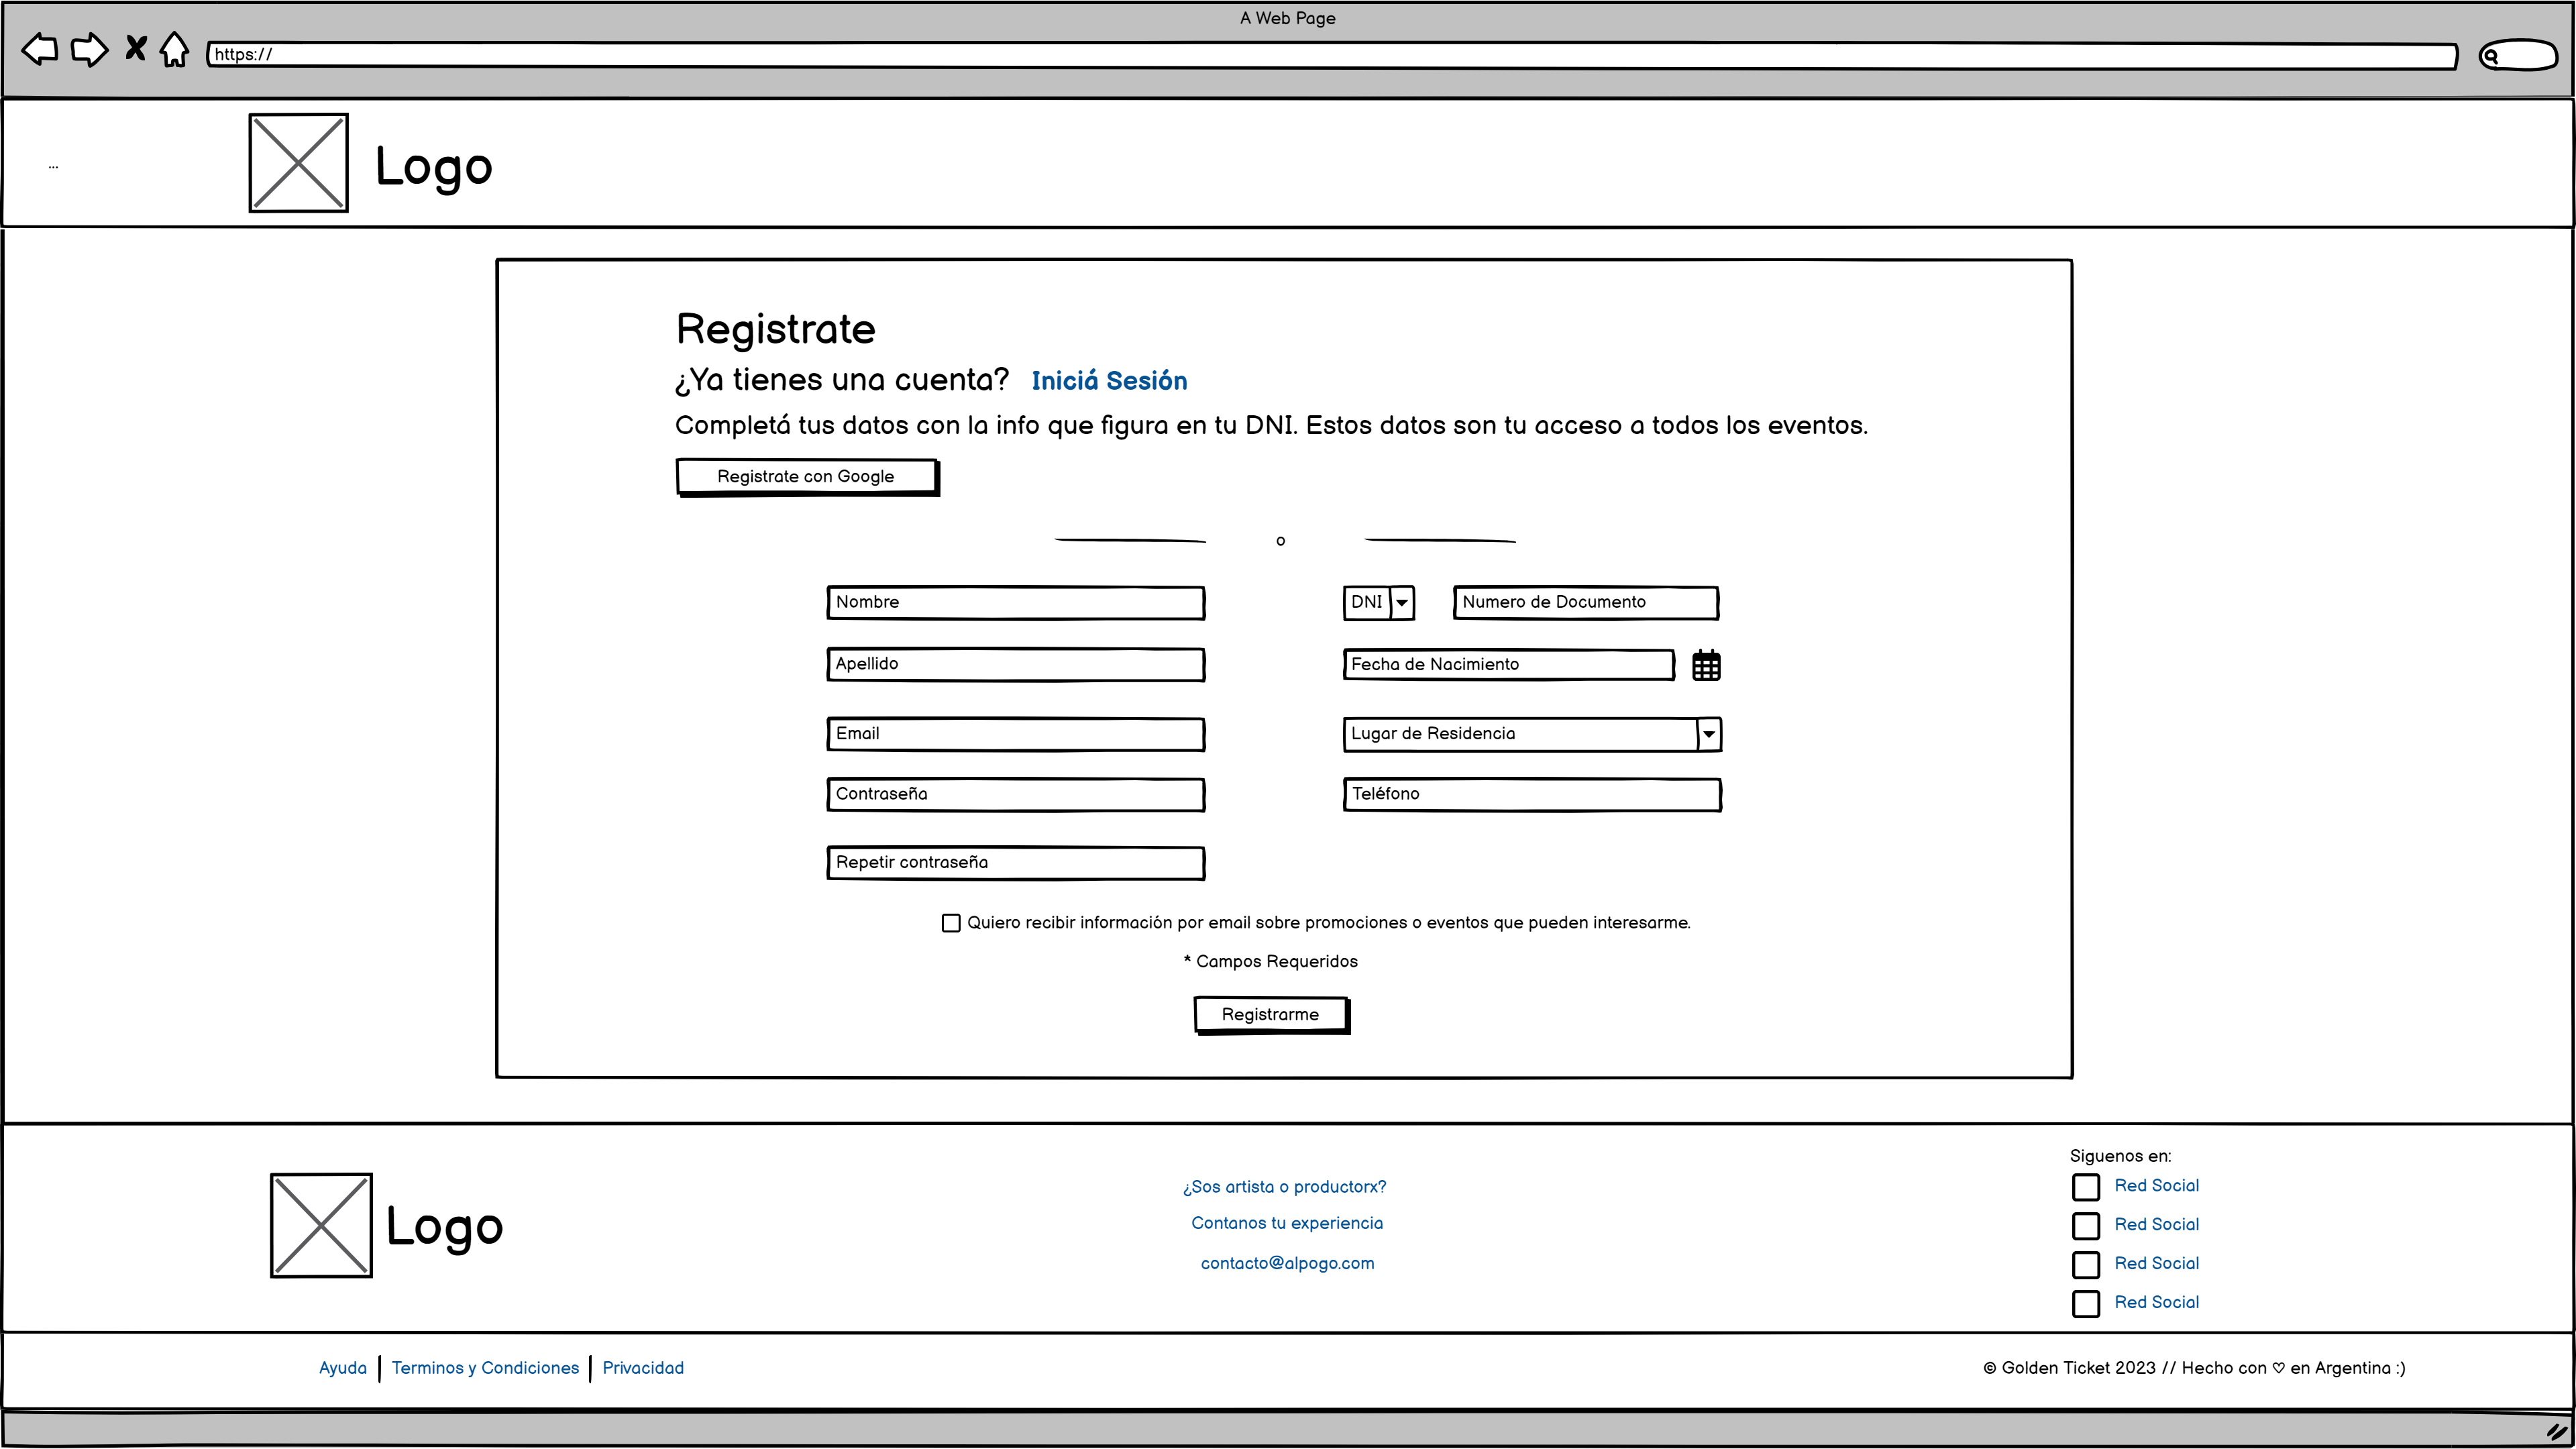 A Web Page
https://
...
Logo
Registrate
¿Ya tienes una cuenta? Iniciá Sesión
Completá tus datos con la info que figura en tu DNI. Estos datos son tu acceso a todos los eventos.
Registrate con Google
o
Nombre
DNI
Numero de Documento
Apellido
Fecha de Nacimiento
Email
Lugar de Residencia
Contraseña
Teléfono
Repetir contraseña
Quiero recibir información por email sobre promociones o eventos que pueden interesarme.
* Campos Requeridos
Registrarme
Logo
¿Sos artista o productorx?
Contanos tu experiencia
contacto@alpogo.com
Siguenos en:
Red Social
Red Social
Red Social
Red Social
Ayuda | Terminos y Condiciones | Privacidad
© Golden Ticket 2023 // Hecho con ♡ en Argentina :)